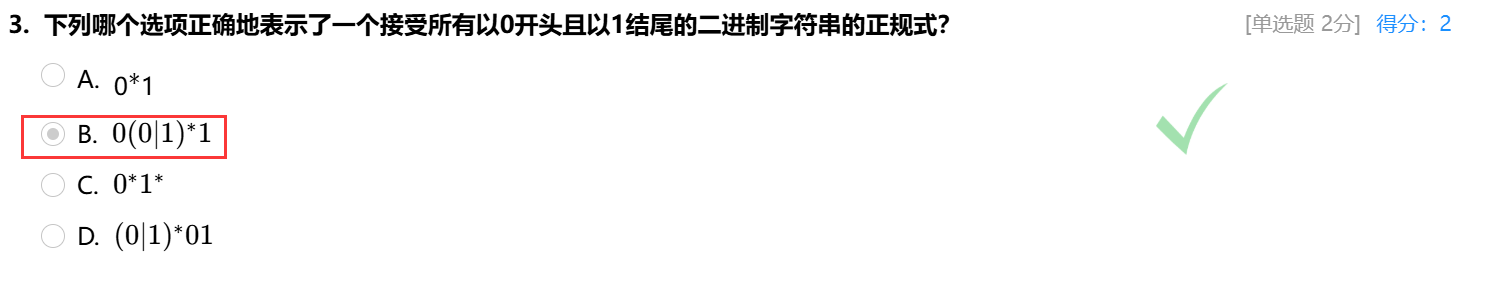 3. 下列哪个选项正确地表示了一个接受所有以0开头且以1结尾的二进制字符串的正规式? [单选题 2分] 得分：2
A. 0*1
B. 0(0|1)*1
C. 0*1*
D. (0|1)*01